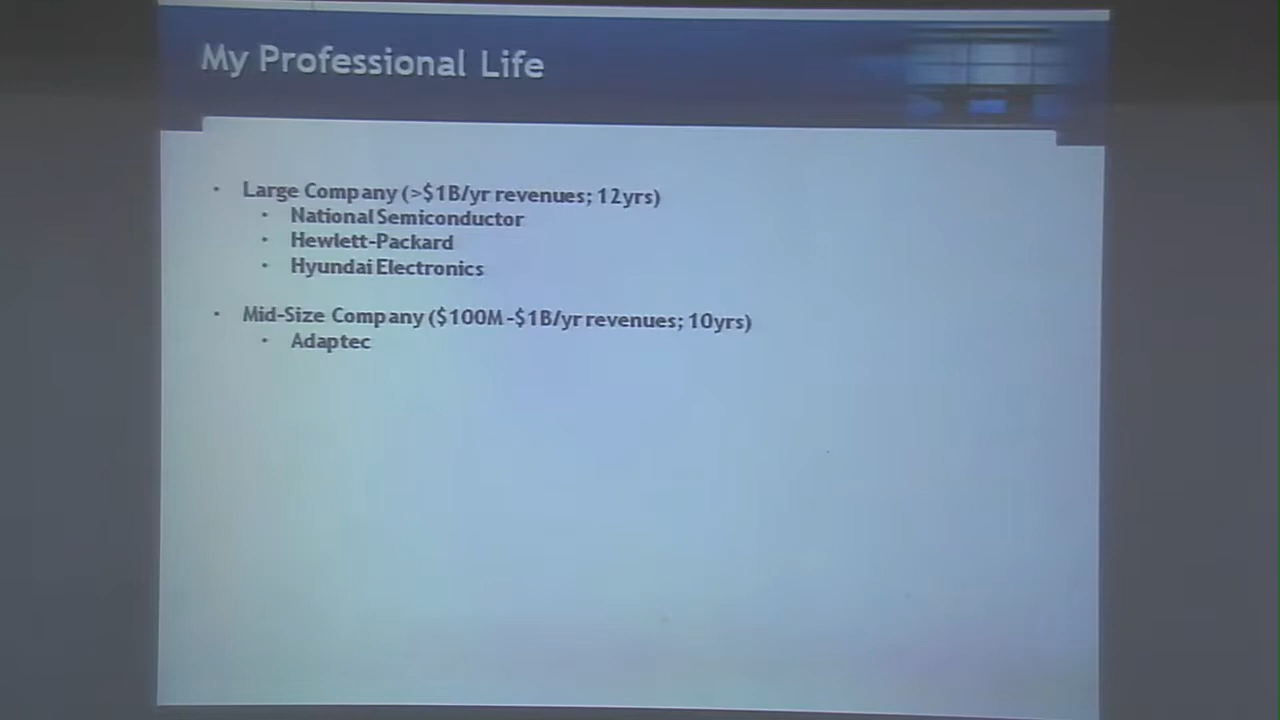 My Professional Life
• Large Company (>$1B/yr revenues; 12yrs)
• National Semiconductor
• Hewlett-Packard
• Hyundai Electronics
• Mid-Size Company ($100M-$1B/yr revenues; 10yrs)
• Adaptec